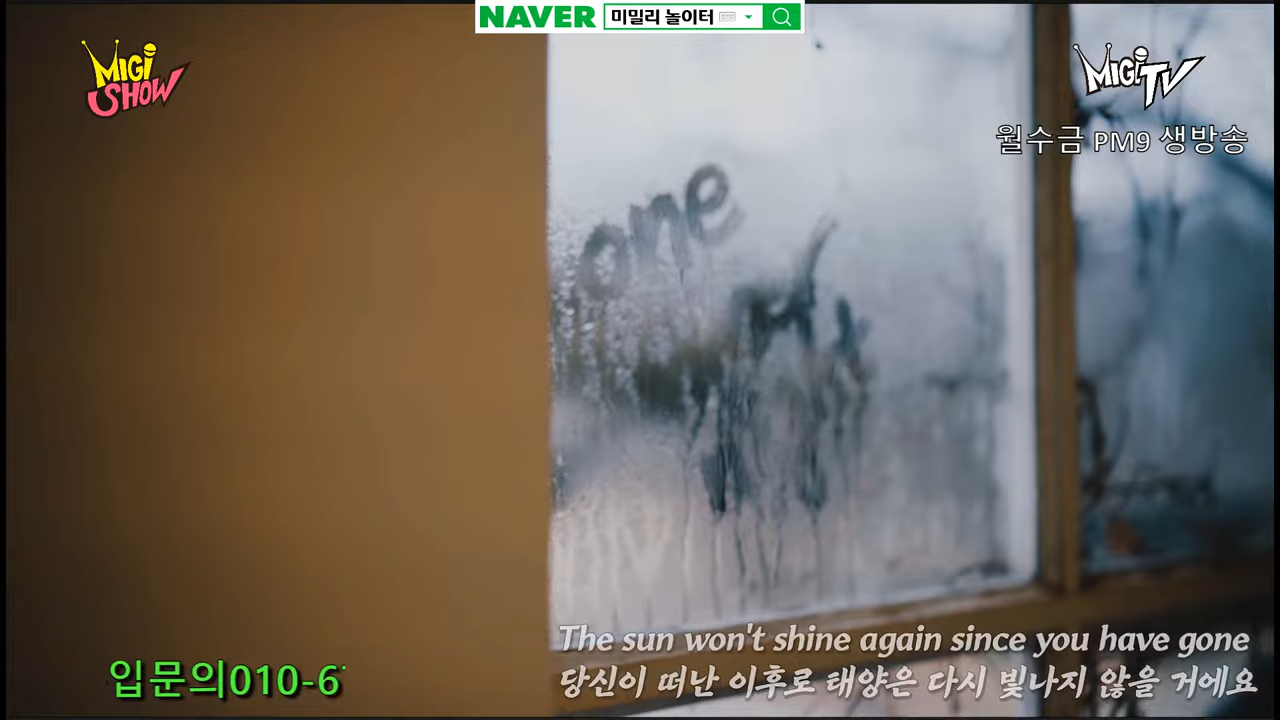 NAVER 미밀리 놀이터
MIGI SHOW
MIGI TV
월수금 PM9 생방송
one
The sun won't shine again since you have gone
당신이 떠난 이후로 태양은 다시 빛나지 않을 거에요
입문의010-6